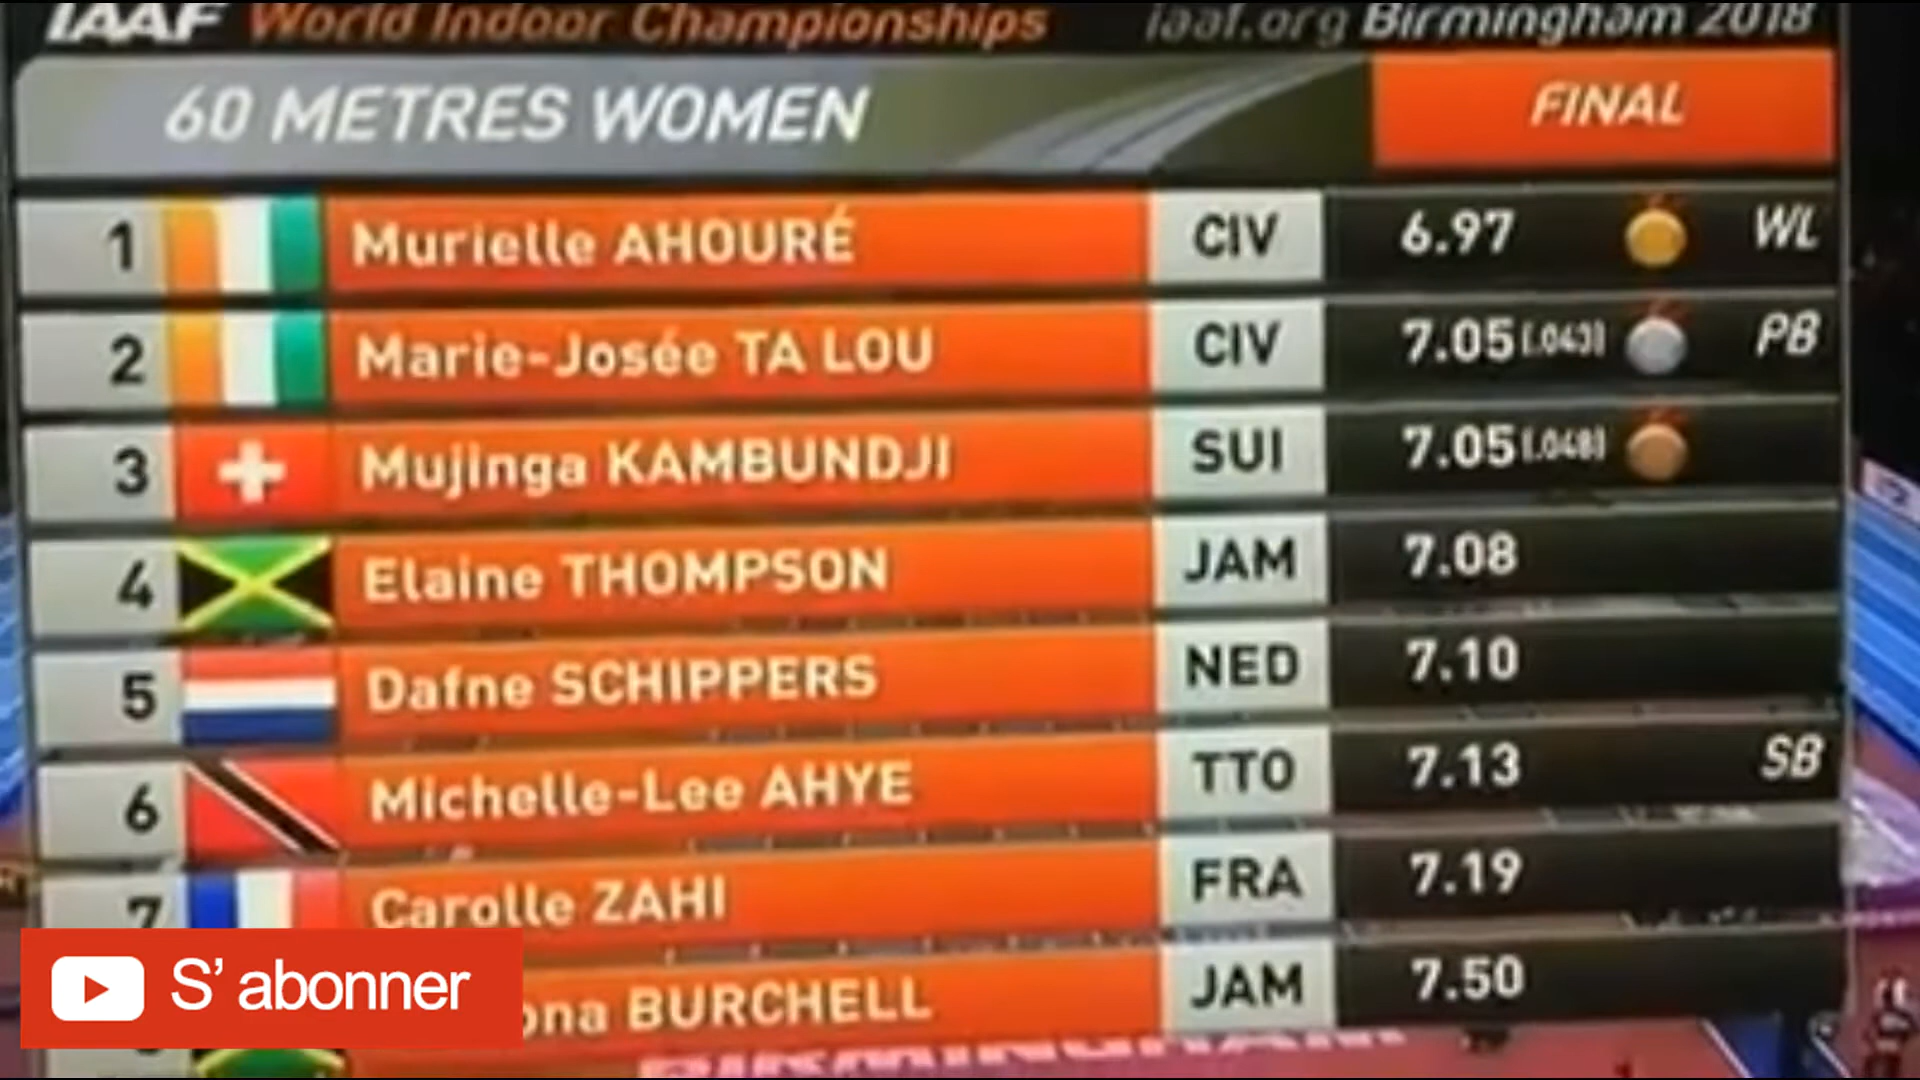 IAAF World Indoor Championships iaaf.org Birmingham 2018
60 METRES WOMEN FINAL
1 Murielle AHOURÉ CIV 6.97 WL
2 Marie-Josée TA LOU CIV 7.05 [.043] PB
3 Mujinga KAMBUNDJI SUI 7.05 [.048]
4 Elaine THOMPSON JAM 7.08
5 Dafne SCHIPPERS NED 7.10
6 Michelle-Lee AHYE TTO 7.13 SB
7 Carolle ZAHI FRA 7.19
BURCHELL JAM 7.50
S' abonner
BIRMINGHAM